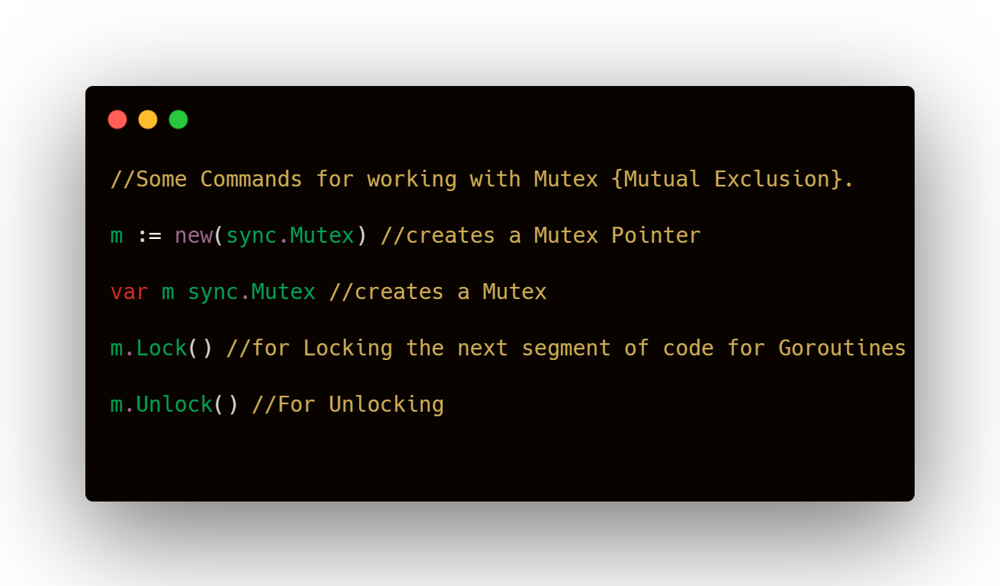 //Some Commands for working with Mutex {Mutual Exclusion}.
m := new(sync.Mutex) //creates a Mutex Pointer
var m sync.Mutex //creates a Mutex
m.Lock() //for Locking the next segment of code for Goroutines
m.Unlock() //For Unlocking